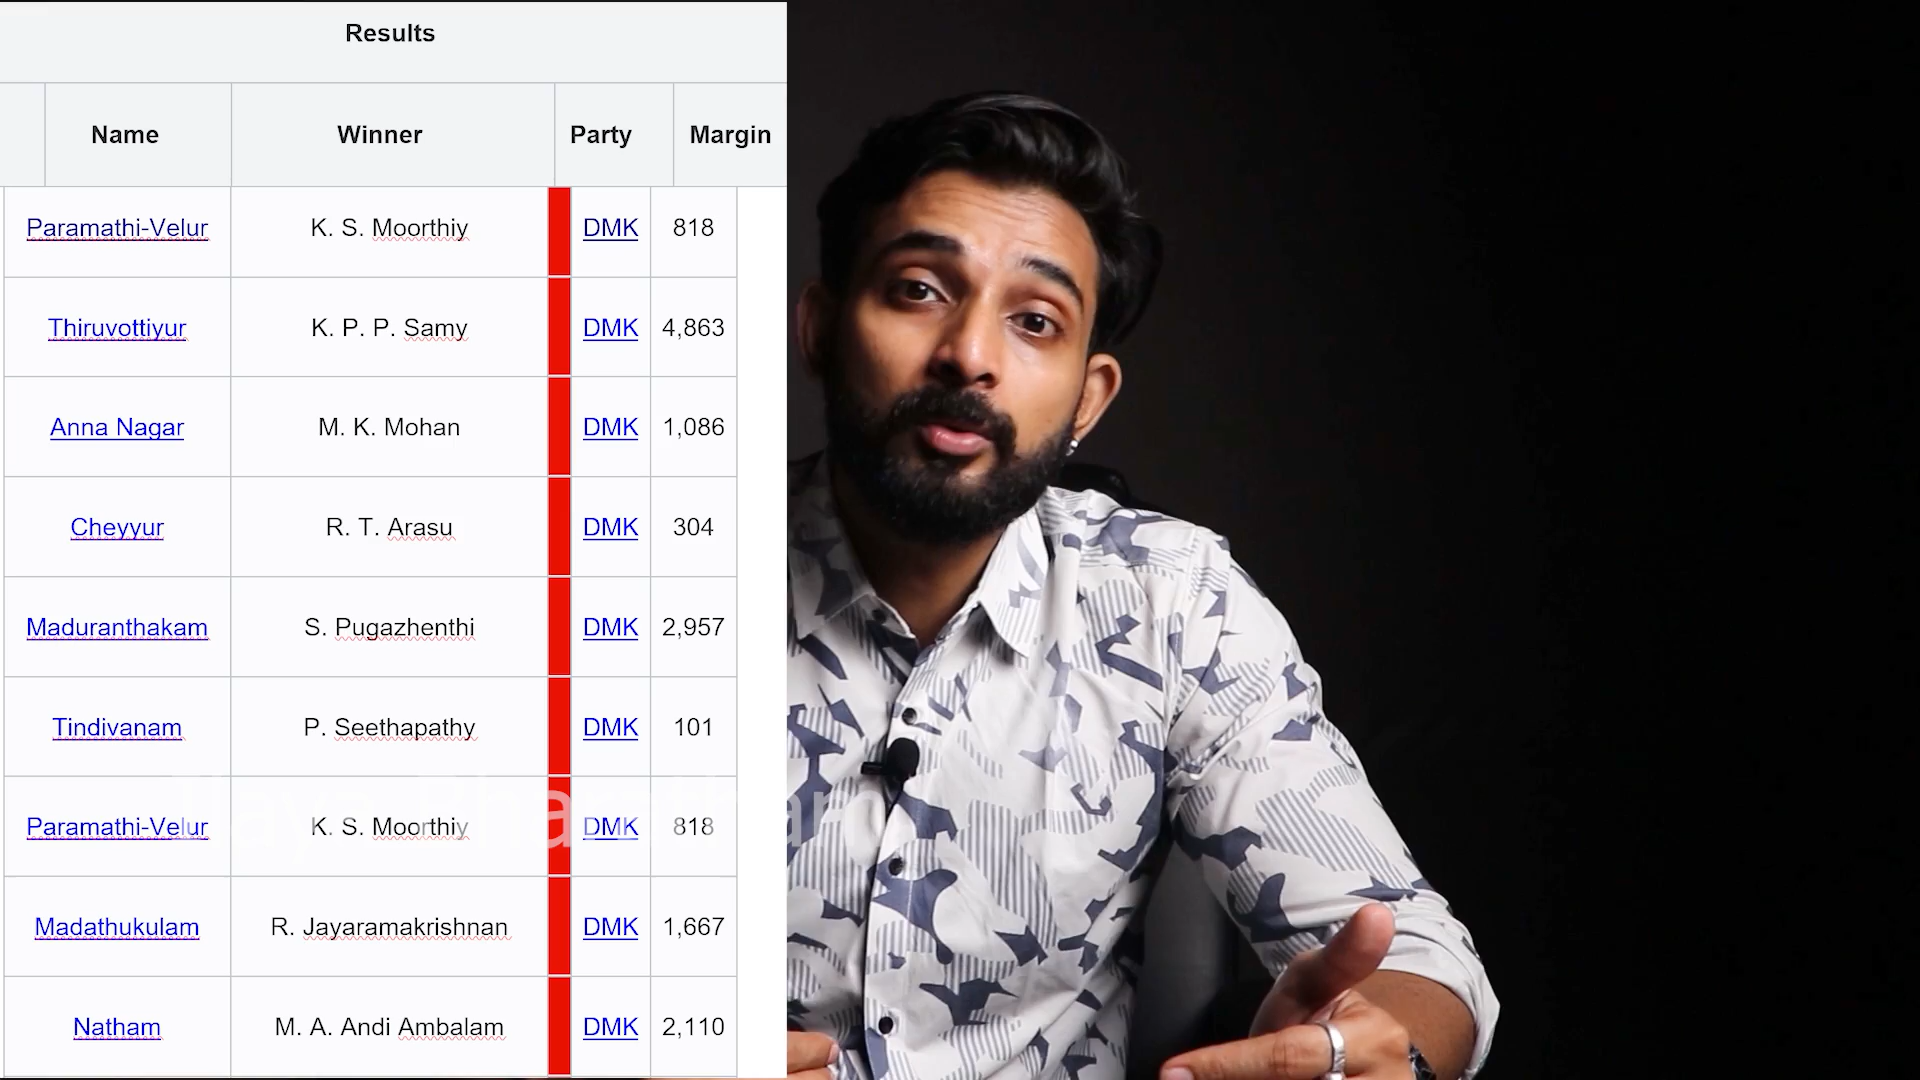 Results
Name Winner Party Margin
Paramathi-Velur K. S. Moorthiy DMK 818
Thiruvottiyur K. P. P. Samy DMK 4,863
Anna Nagar M. K. Mohan DMK 1,086
Cheyyur R. T. Arasu DMK 304
Maduranthakam S. Pugazhenthi DMK 2,957
Tindivanam P. Seethapathy DMK 101
Paramathi-Velur K. S. Moorthiy DMK 818
Madathukulam R. Jayaramakrishnan DMK 1,667
Natham M. A. Andi Ambalam DMK 2,110